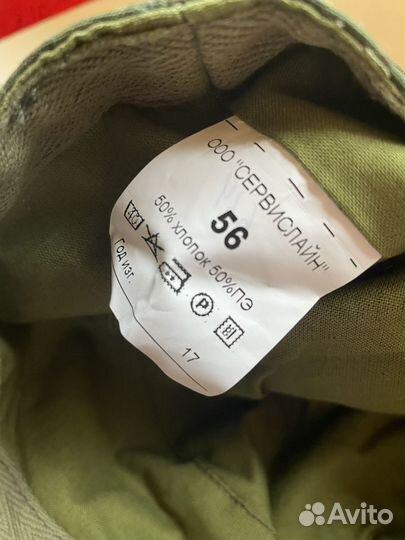 ООО "СЕРВИСЛАЙН"
56
50% ХЛОПОК 50%ПЭ
P
Год изг.
17
Avito